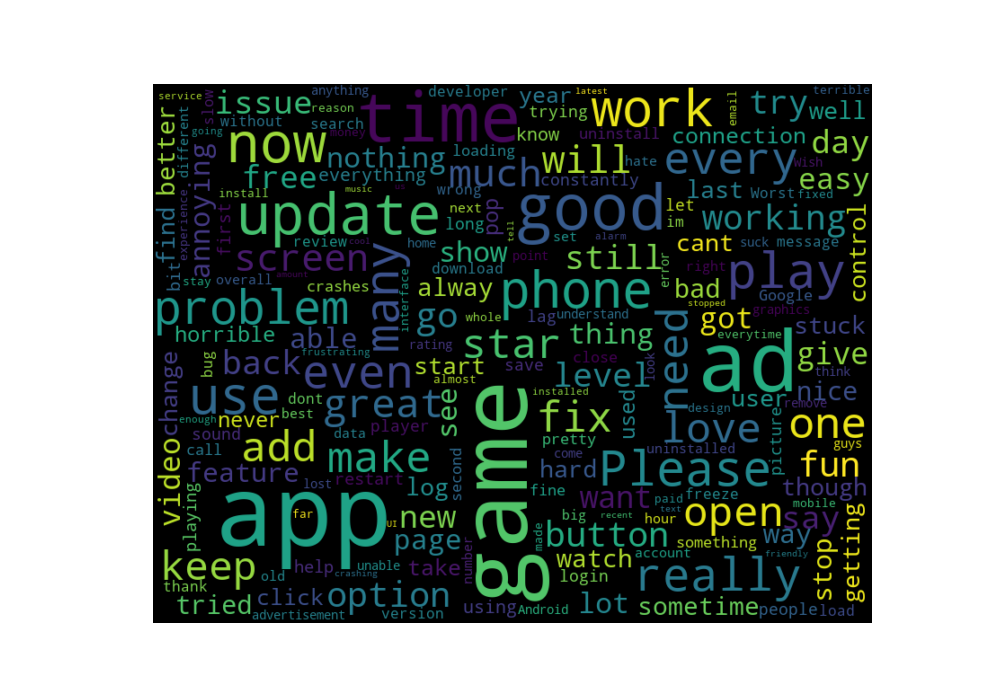 service
slow
anything
developer
year
latest
email
terrible
issue
reason
time
trying
work
try
well
going
without
search
know
uninstall
connection
day
different
now
nothing
loading
will
hate
every
Wish
better
annoying
free
everything
much
constantly
easy
install
music
us
wrong
last
Worst
fixed
money
first
update
good
let
im
working
control
experience
find
next
long
pop
tell
set
alarm
cant
suck
message
review
cool
home
show
point
still
error
right
play
bit
stay
overall
screen
many
interface
download
amount
crashes
alway
phone
bad
Google
stopped
graphics
problem
go
whole
lag
understand
got
stuck
horrible
able
star
thing
need
everytime
bug
frustrating
rating
close
look
ad
give
change
back
even
start
save
level
think
almost
installed
user
nice
remove
use
dont
great
see
game
used
design
enough
never
best
fix
love
picture
one
guys
video
sound
player
call
data
add
make
pretty
come
uninstalled
fun
feature
lost
restart
second
hard
Please
though
playing
app
far
UI
log
fine
want
paid
freeze
mobile
text
new
big
recent
hour
open
say
made
button
something
way
stop
getting
page
number
watch
account
friendly
keep
help
crashing
unable
take
login
really
thank
old
tried
click
option
using
Android
lot
sometime
people
load
advertisement
version